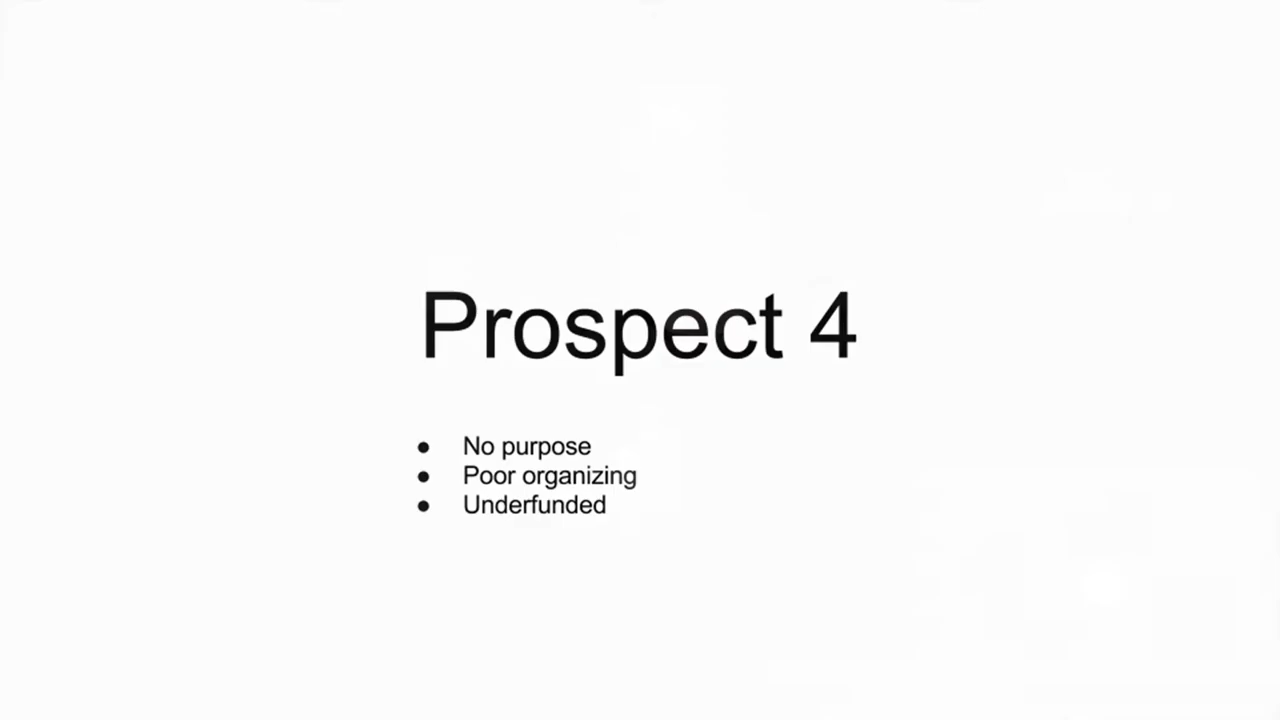 Prospect 4
● No purpose
● Poor organizing
● Underfunded